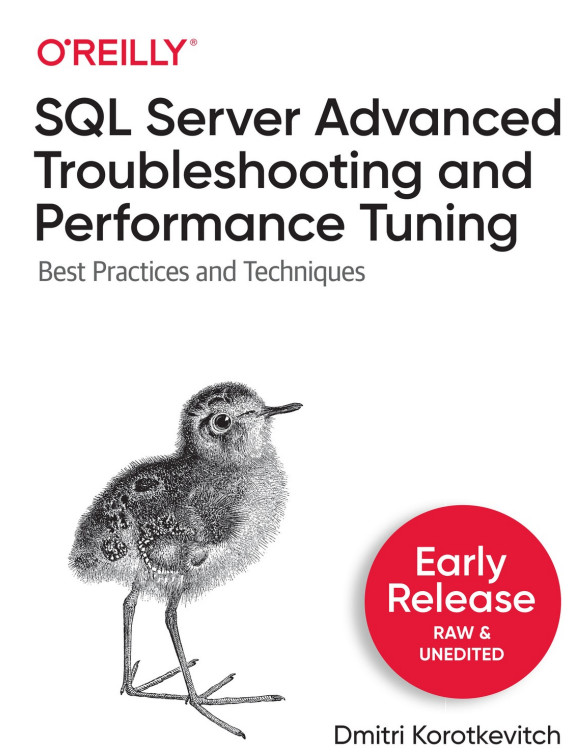 O'REILLY®
SQL Server Advanced
Troubleshooting and
Performance Tuning
Best Practices and Techniques
Early
Release
RAW &
UNEDITED
Dmitri Korotkevitch